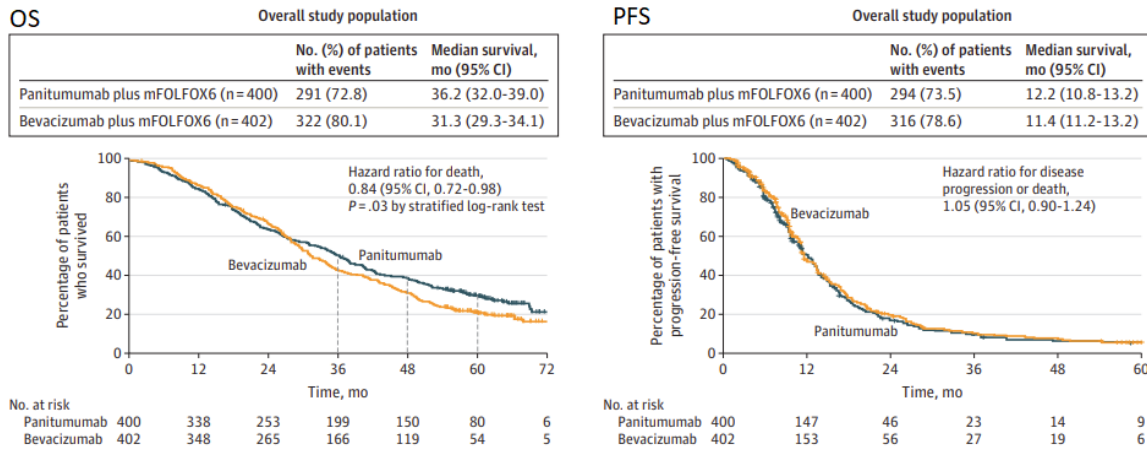 OS
Overall study population
No. (%) of patients with events
Median survival, mo (95% CI)
Panitumumab plus mFOLFOX6 (n=400) 291 (72.8) 36.2 (32.0-39.0)
Bevacizumab plus mFOLFOX6 (n=402) 322 (80.1) 31.3 (29.3-34.1)
Percentage of patients who survived
100
80
60
40
20
0
Hazard ratio for death,
0.84 (95% CI, 0.72-0.98)
P=.03 by stratified log-rank test
Panitumumab
Bevacizumab
0 12 24 36 48 60 72
Time, mo
No. at risk
Panitumumab 400 338 253 199 150 80 6
Bevacizumab 402 348 265 166 119 54 5
PFS
Overall study population
No. (%) of patients with events
Median survival, mo (95% CI)
Panitumumab plus mFOLFOX6 (n=400) 294 (73.5) 12.2 (10.8-13.2)
Bevacizumab plus mFOLFOX6 (n=402) 316 (78.6) 11.4 (11.2-13.2)
Percentage of patients with progression-free survival
100
80
60
40
20
0
Hazard ratio for disease
progression or death,
1.05 (95% CI, 0.90-1.24)
Bevacizumab
Panitumumab
0 12 24 36 48 60
Time, mo
No. at risk
Panitumumab 400 147 46 23 14 9
Bevacizumab 402 153 56 27 19 6